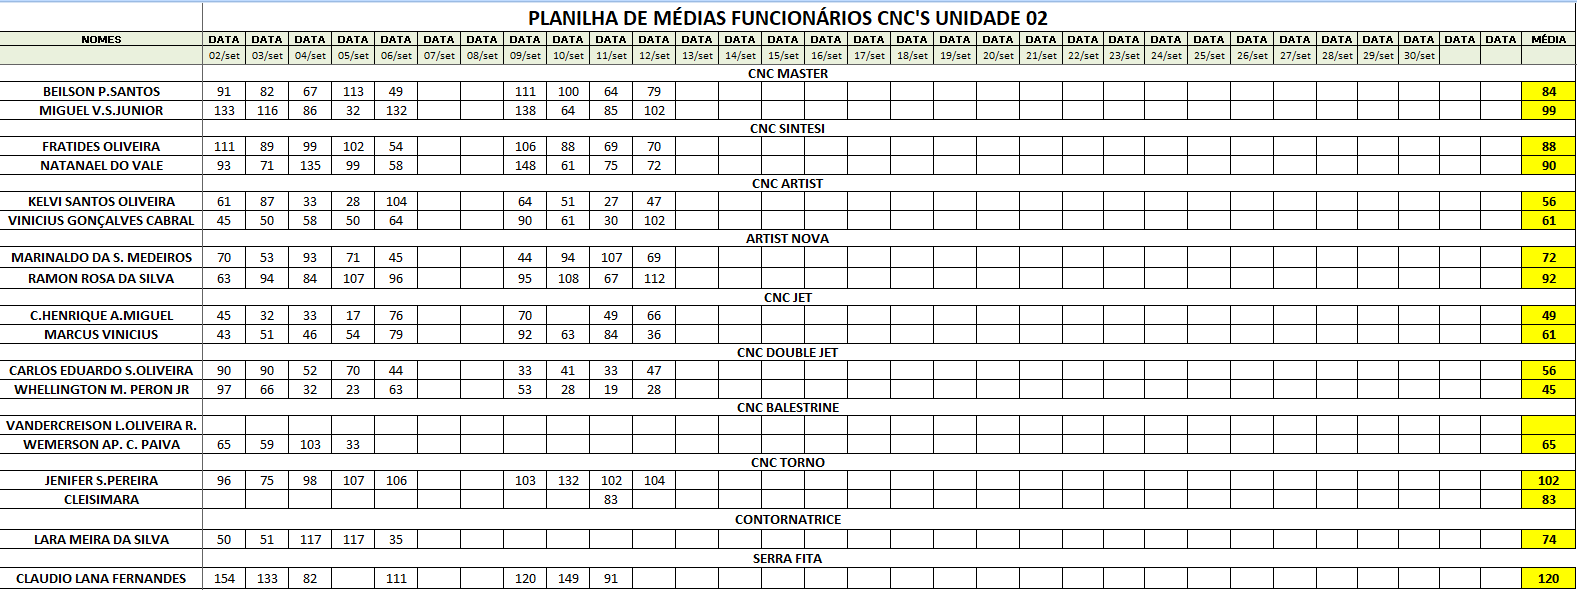 PLANILHA DE MÉDIAS FUNCIONÁRIOS CNC'S UNIDADE 02
NOMES DATA DATA DATA DATA DATA DATA DATA DATA DATA DATA DATA DATA DATA DATA DATA DATA DATA DATA DATA DATA DATA DATA DATA DATA DATA DATA DATA DATA DATA DATA DATA MÉDIA
02/set 03/set 04/set 05/set 06/set 07/set 08/set 09/set 10/set 11/set 12/set 13/set 14/set 15/set 16/set 17/set 18/set 19/set 20/set 21/set 22/set 23/set 24/set 25/set 26/set 27/set 28/set 29/set 30/set
CNC MASTER
BEILSON P.SANTOS 91 82 67 113 49 111 100 64 79 84
MIGUEL V.S.JUNIOR 133 116 86 32 132 138 64 85 102 99
CNC SINTESI
FRATIDES OLIVEIRA 111 89 99 102 54 106 88 69 70 88
NATANAEL DO VALE 93 71 135 99 58 148 61 75 72 90
CNC ARTIST
KELVI SANTOS OLIVEIRA 61 87 33 28 104 64 51 27 47 56
VINICIUS GONÇALVES CABRAL 45 50 58 50 64 90 61 30 102 61
ARTIST NOVA
MARINALDO DA S. MEDEIROS 70 53 93 71 45 44 94 107 69 72
RAMON ROSA DA SILVA 63 94 84 107 96 95 108 67 112 92
CNC JET
C.HENRIQUE A.MIGUEL 45 32 33 17 76 70 49 66 49
MARCUS VINICIUS 43 51 46 54 79 92 63 84 36 61
CNC DOUBLE JET
CARLOS EDUARDO S.OLIVEIRA 90 90 52 70 44 33 41 33 47 56
WHELLINGTON M. PERON JR 97 66 32 23 63 53 28 19 28 45
CNC BALESTRINE
VANDERCREISON L.OLIVEIRA R.
WEMERSON AP. C. PAIVA 65 59 103 33 65
CNC TORNO
JENIFER S.PEREIRA 96 75 98 107 106 103 132 102 104 102
CLEISIMARA 83 83
CONTORNATRICE
LARA MEIRA DA SILVA 50 51 117 117 35 74
SERRA FITA
CLAUDIO LANA FERNANDES 154 133 82 111 120 149 91 120